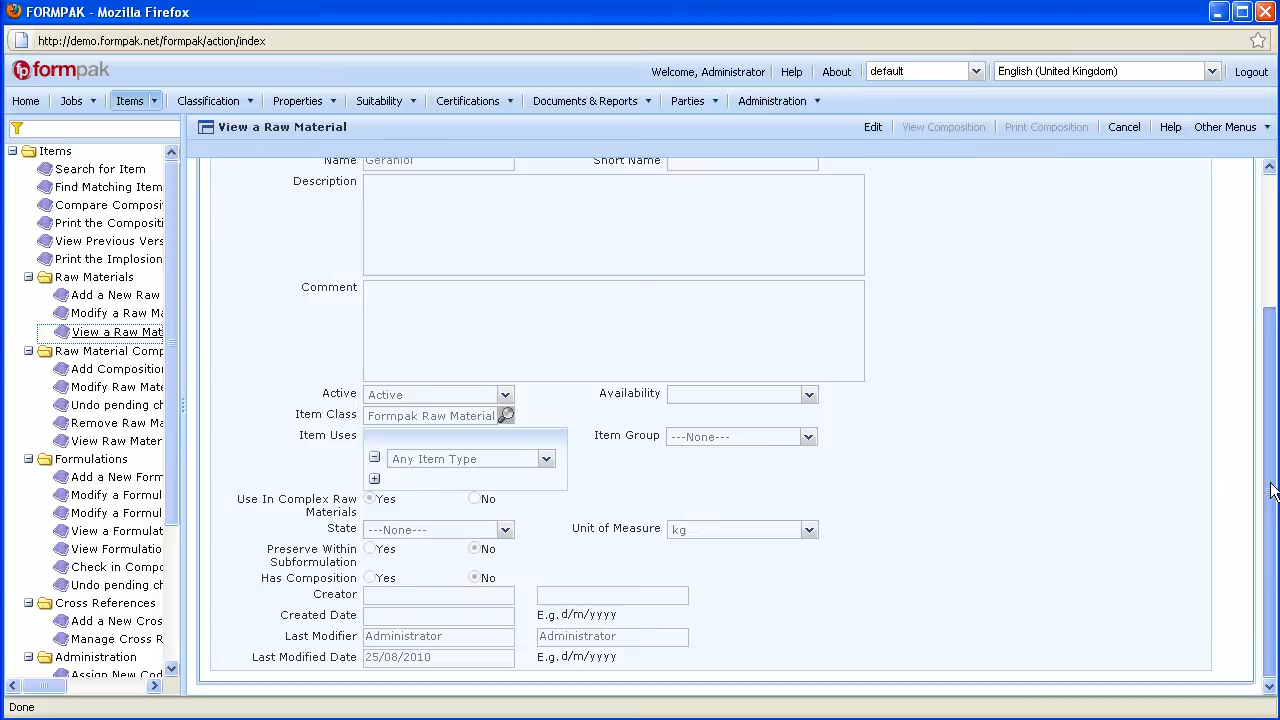 FORMPAK - Mozilla Firefox
http://demo.formpak.net/formpak/action/index
fp formpak
Welcome, Administrator Help About default English (United Kingdom) Logout
Home Jobs Items Classification Properties Suitability Certifications Documents & Reports Parties Administration
View a Raw Material Edit View Composition Print Composition Cancel Help Other Menus
Items
Search for Item
Find Matching Item
Compare Composi
Print the Compositi
View Previous Vers
Print the Implosion
Raw Materials
Add a New Raw
Modify a Raw Ma
View a Raw Mat
Raw Material Comp
Add Compositio
Modify Raw Mate
Undo pending ch
Remove Raw Ma
View Raw Mater
Formulations
Add a New Form
Modify a Formul
Modify a Formul
View a Formulat
View Formulatio
Check in Compo
Undo pending ch
Cross References
Add a New Cros
Manage Cross R
Administration
Assign New Cod
Name Geraniol Short Name
Description
Comment
Active Active Availability
Item Class Formpak Raw Material
Item Uses Item Group ---None---
Any Item Type
Use In Complex Raw Yes No
Materials
State ---None--- Unit of Measure kg
Preserve Within Yes No
Subformulation
Has Composition Yes No
Creator
Created Date E.g. d/m/yyyy
Last Modifier Administrator Administrator
Last Modified Date 25/08/2010 E.g. d/m/yyyy
Done